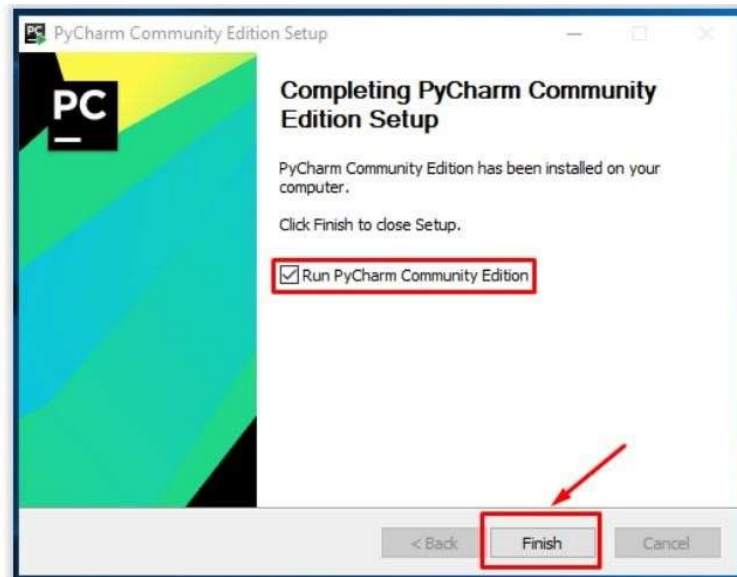 PyCharm Community Edition Setup
PC
Completing PyCharm Community
Edition Setup
PyCharm Community Edition has been installed on your
computer.
Click Finish to close Setup.
Run PyCharm Community Edition
< Back
Finish
Cancel